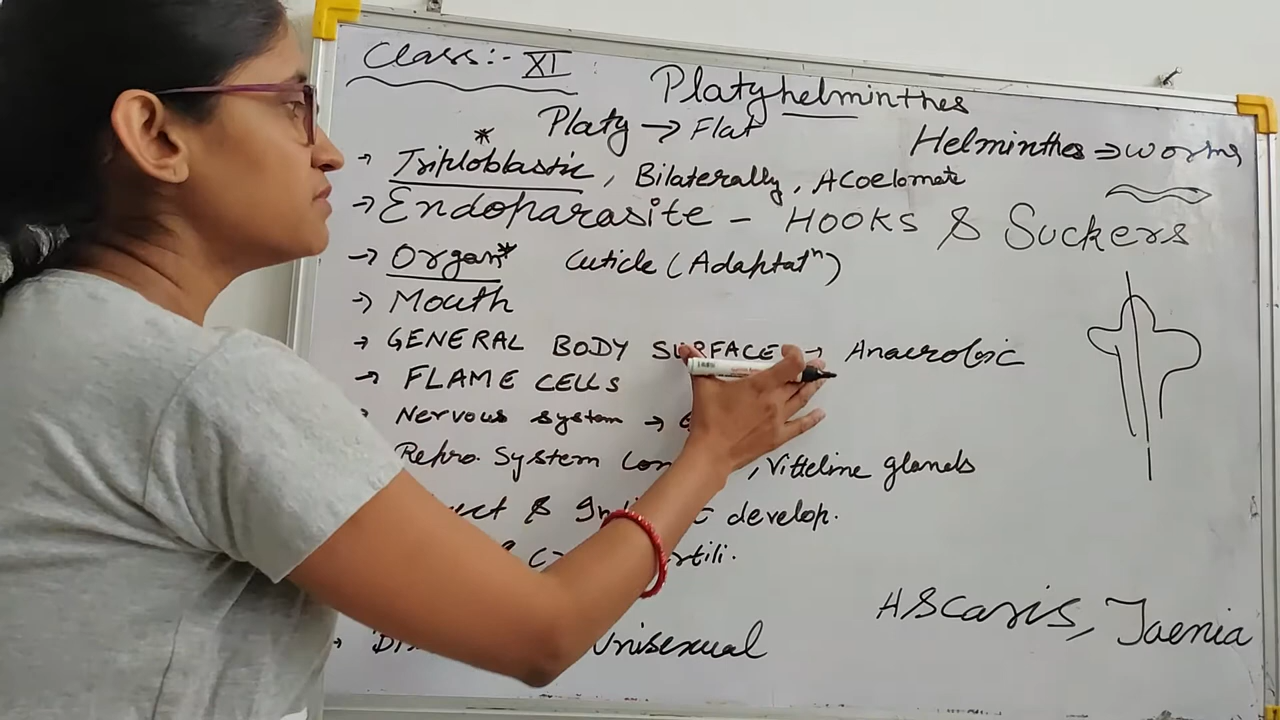 Class:- XI
Platyhelminthes
Platy → Flat
Helminthes ⇒ worms
→ Triploblastic*, Bilaterally, Acoelomate
→ Endoparasite - HOOKS & Suckers
→ Organ* Cuticle (Adaptatⁿ)
→ Mouth
→ GENERAL BODY SURFACE → Anaerobic
→ FLAME CELLS
→ Nervous system →
Repro. System , Vitteline glands
& develop.
Ascaris, Taenia
→ Unisexual